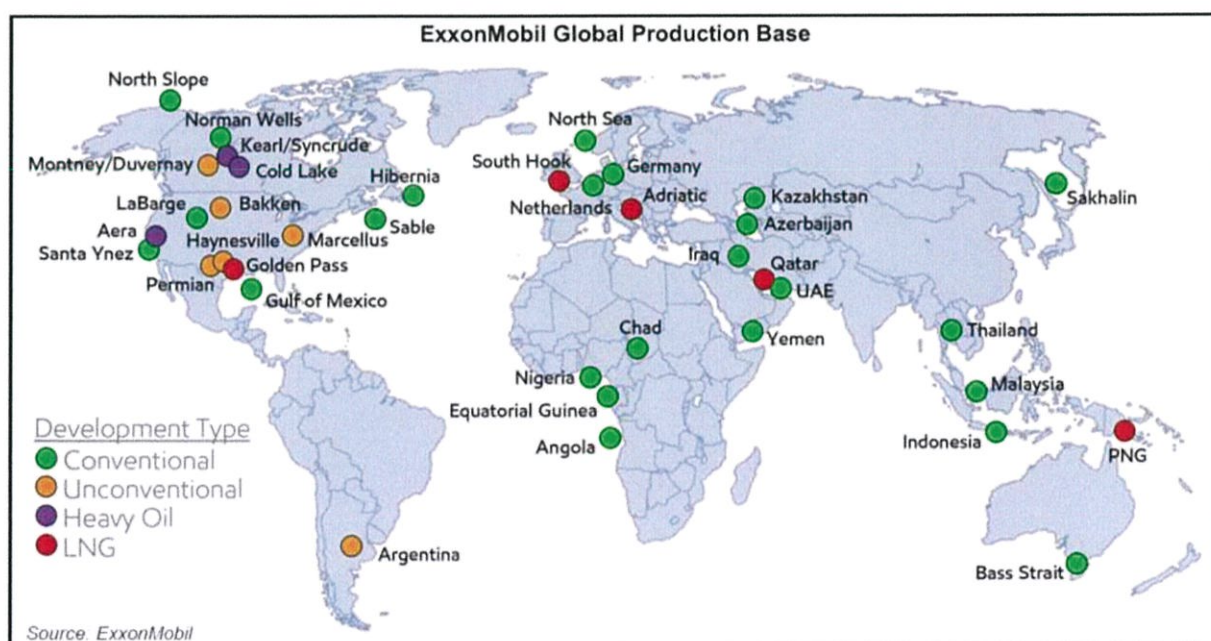 ExxonMobil Global Production Base
North Slope
Norman Wells
Kearl/Syncrude
Montney/Duvernay
Cold Lake
Hibernia
LaBarge
Bakken
Sable
Aera
Haynesville
Marcellus
Santa Ynez
Golden Pass
Permian
Gulf of Mexico
North Sea
South Hook
Germany
Netherlands
Adriatic
Kazakhstan
Azerbaijan
Sakhalin
Iraq
Qatar
UAE
Yemen
Chad
Thailand
Nigeria
Malaysia
Equatorial Guinea
Angola
Indonesia
PNG
Bass Strait
Argentina
Development Type
Conventional
Unconventional
Heavy Oil
LNG
Source. ExxonMobil